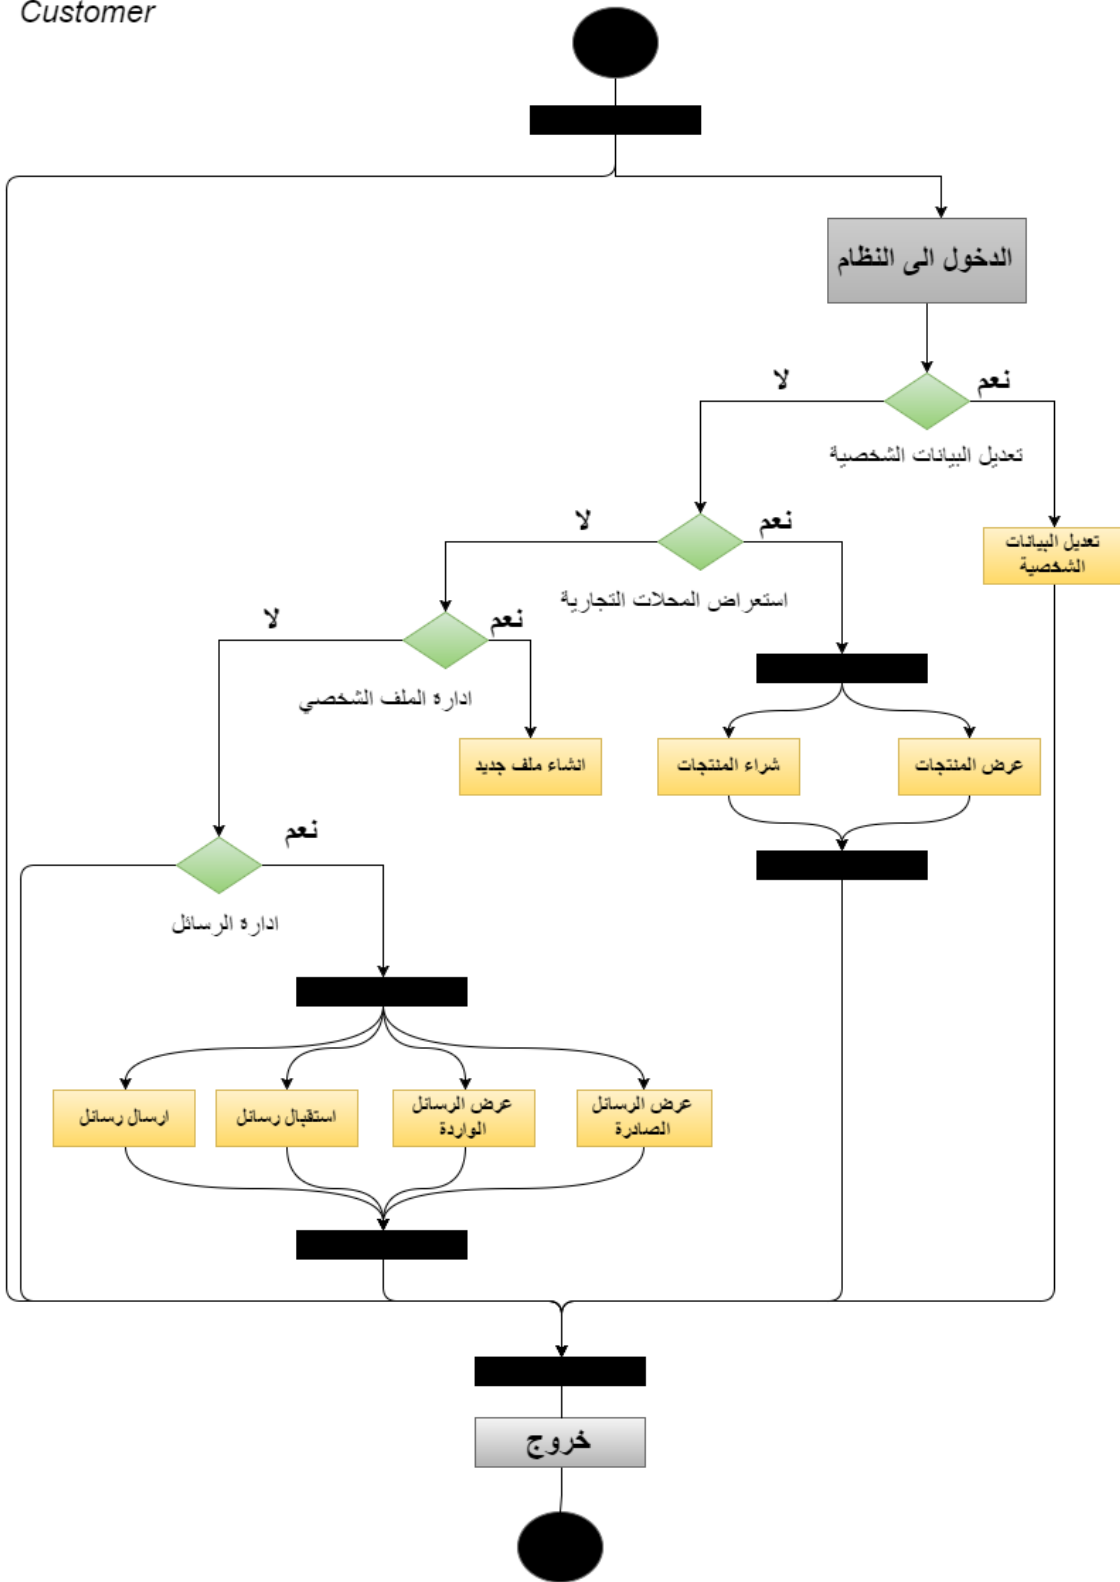 Customer
الدخول الى النظام
نعم
لا
تعديل البيانات الشخصية
نعم
لا
تعديل البيانات
الشخصية
استعراض المحلات التجارية
نعم
لا
ادارة الملف الشخصي
عرض المنتجات
شراء المنتجات
انشاء ملف جديد
نعم
ادارة الرسائل
عرض الرسائل
الصادرة
عرض الرسائل
الواردة
استقبال رسائل
ارسال رسائل
خروج